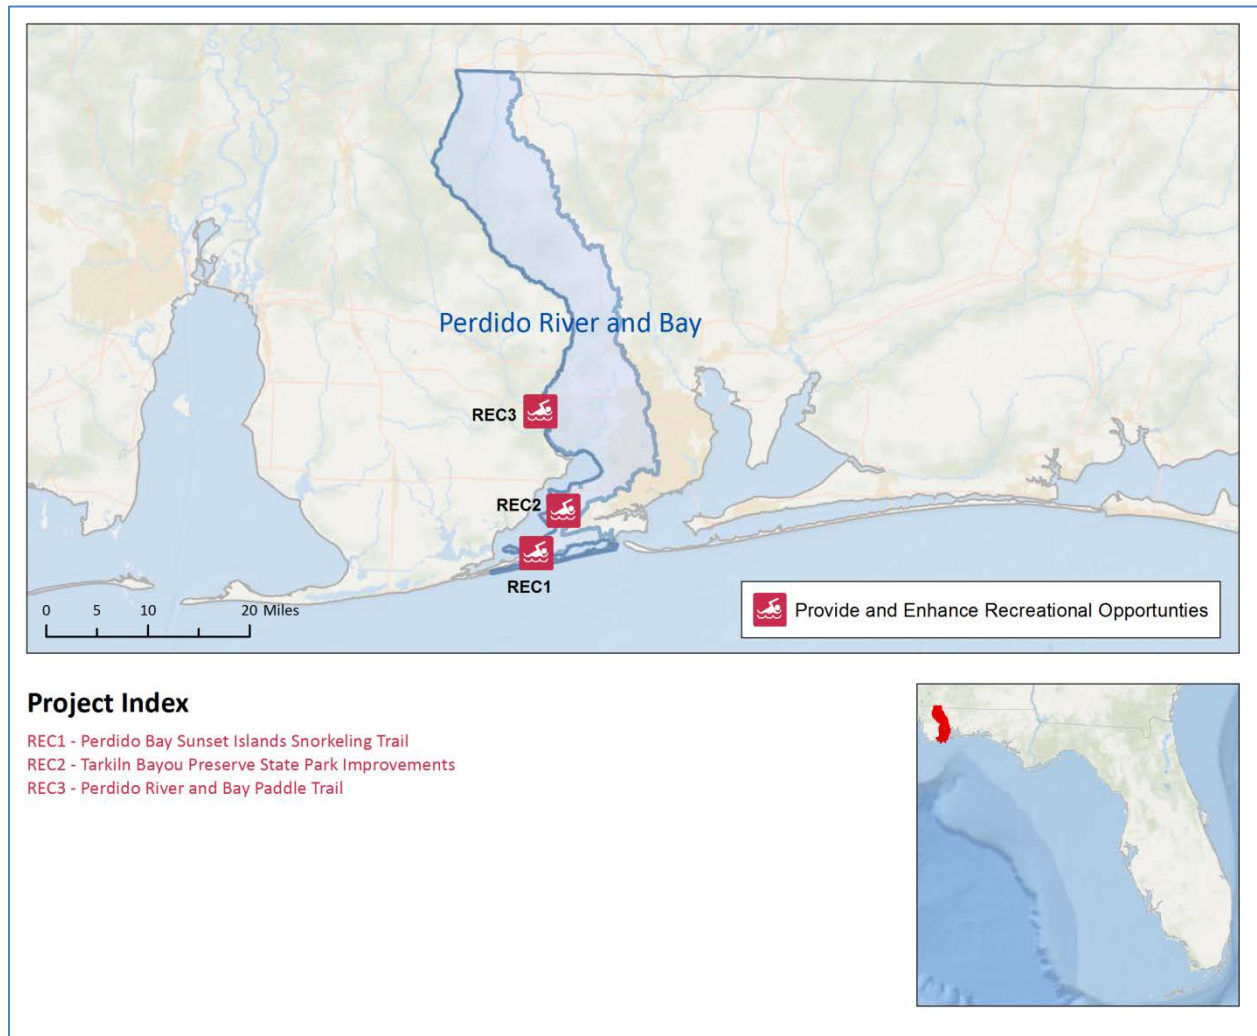 Perdido River and Bay
REC3
REC2
REC1
0 5 10 20 Miles
Provide and Enhance Recreational Opportunties
Project Index
REC1 - Perdido Bay Sunset Islands Snorkeling Trail
REC2 - Tarkiln Bayou Preserve State Park Improvements
REC3 - Perdido River and Bay Paddle Trail